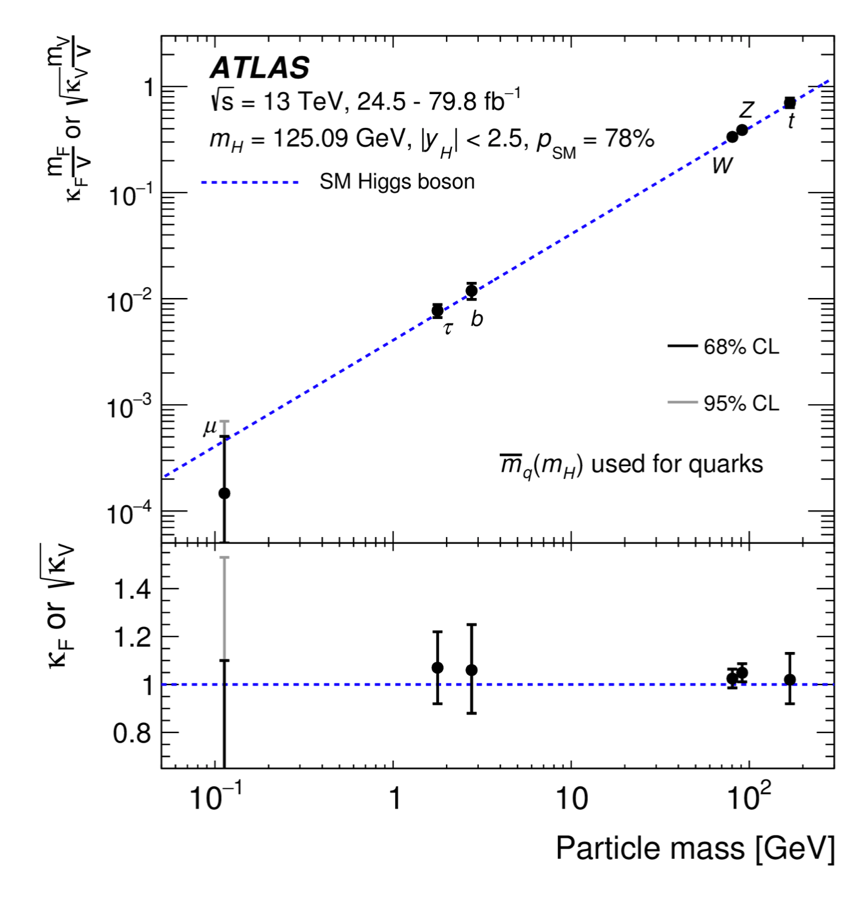 κ_F m_F/v or √κ_V m_V/v
ATLAS
√s = 13 TeV, 24.5 - 79.8 fb⁻¹
m_H = 125.09 GeV, |y_H| < 2.5, p_SM = 78%
SM Higgs boson
1
10⁻¹
10⁻²
10⁻³
10⁻⁴
Z
t
W
τ
b
μ
68% CL
95% CL
m̅_q(m_H) used for quarks
κ_F or √κ_V
1.4
1.2
1
0.8
10⁻¹ 1 10 10²
Particle mass [GeV]